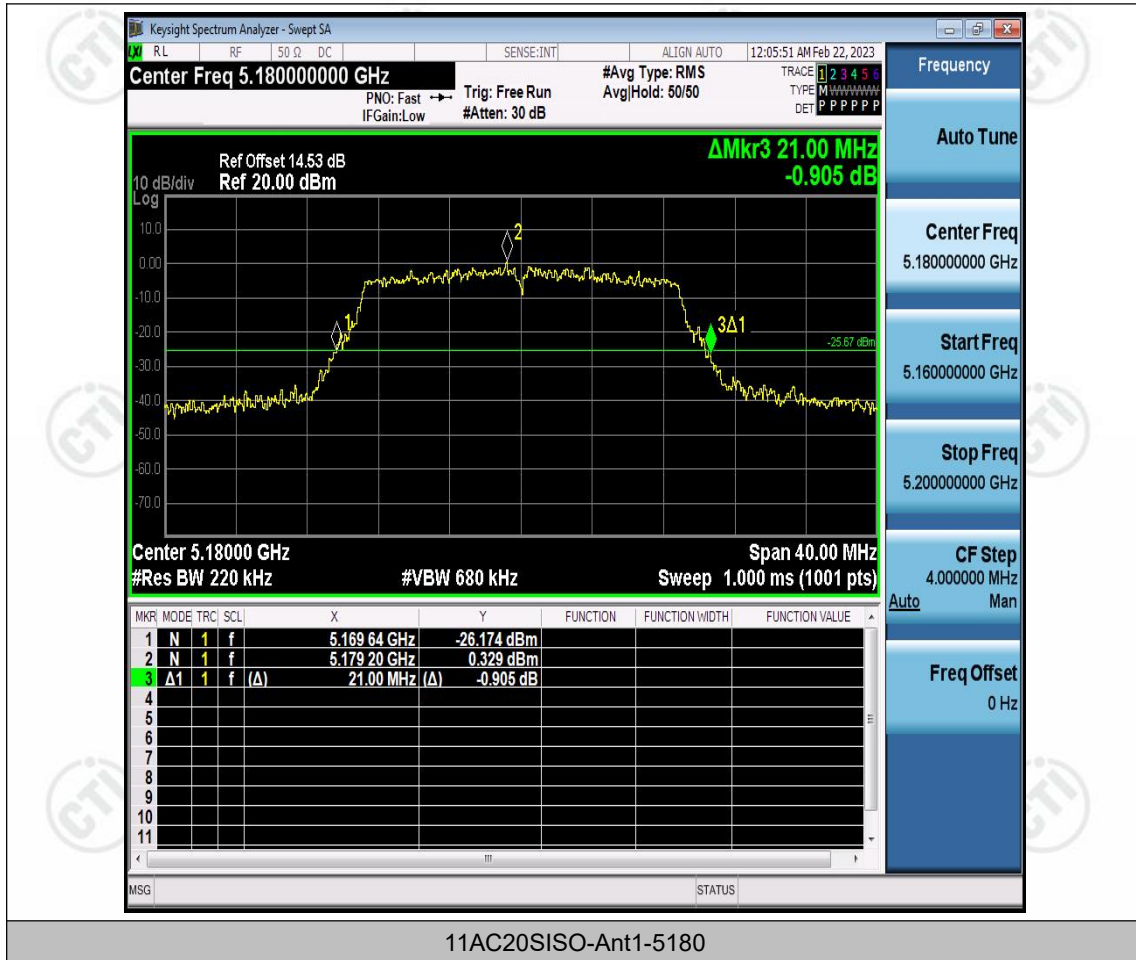 Keysight Spectrum Analyzer - Swept SA
LXI RL RF 50 Ω DC SENSE:INT ALIGN AUTO 12:05:51 AM Feb 22, 2023
Center Freq 5.180000000 GHz
PNO: Fast
IFGain:Low
Trig: Free Run
#Atten: 30 dB
#Avg Type: RMS
Avg|Hold: 50/50
TRACE 1 2 3 4 5 6
TYPE M WWWWW
DET P P P P P P
Ref Offset 14.53 dB
10 dB/div Ref 20.00 dBm
Log
ΔMkr3 21.00 MHz
-0.905 dB
10.0
0.00
-10.0
-20.0
-30.0
-40.0
-50.0
-60.0
-70.0
1
2
3Δ1
-25.67 dBm
Center 5.18000 GHz Span 40.00 MHz
#Res BW 220 kHz #VBW 680 kHz Sweep 1.000 ms (1001 pts)
MKR MODE TRC SCL X Y FUNCTION FUNCTION WIDTH FUNCTION VALUE
1 N 1 f 5.169 64 GHz -26.174 dBm
2 N 1 f 5.179 20 GHz 0.329 dBm
3 Δ1 1 f (Δ) 21.00 MHz (Δ) -0.905 dB
4
5
6
7
8
9
10
11
MSG STATUS
Frequency
Auto Tune
Center Freq
5.180000000 GHz
Start Freq
5.160000000 GHz
Stop Freq
5.200000000 GHz
CF Step
4.000000 MHz
Auto Man
Freq Offset
0 Hz
CTI
CTI
CTI
CTI
CTI
CTI
11AC20SISO-Ant1-5180